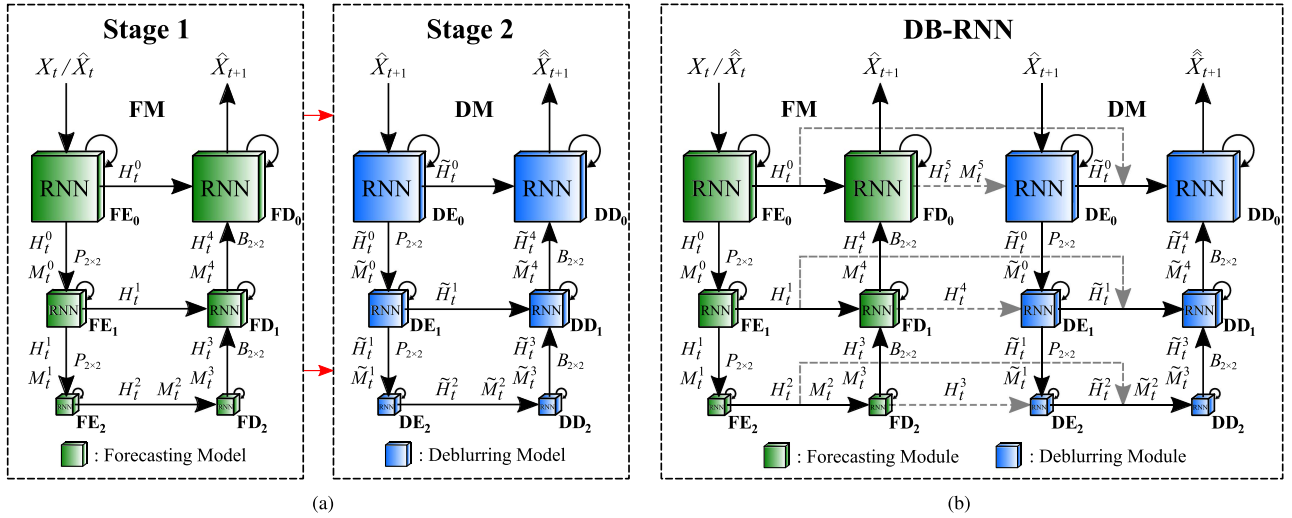 Stage 1
X_t / X̂_t
X̂_{t+1}
FM
RNN
H_t^0
RNN
FE_0
FD_0
H_t^0
P_{2×2}
M_t^0
H_t^4
B_{2×2}
M_t^4
RNN
H_t^1
RNN
FE_1
FD_1
H_t^1
P_{2×2}
M_t^1
H_t^3
B_{2×2}
M_t^3
RNN
H_t^2
M_t^2
RNN
FE_2
FD_2
: Forecasting Model
Stage 2
X̂_{t+1}
X̂̂_{t+1}
DM
RNN
H̃_t^0
RNN
DE_0
DD_0
H̃_t^0
P_{2×2}
M̃_t^0
H̃_t^4
B_{2×2}
M̃_t^4
RNN
H̃_t^1
RNN
DE_1
DD_1
H̃_t^1
P_{2×2}
M̃_t^1
H̃_t^3
B_{2×2}
M̃_t^3
RNN
H̃_t^2
M̃_t^2
RNN
DE_2
DD_2
: Deblurring Model
(a)
DB-RNN
X_t / X̂̂_t
X̂_{t+1}
X̂_{t+1}
X̂̂_{t+1}
FM
DM
RNN
H_t^0
RNN
H_t^5
M_t^5
RNN
H̃_t^0
RNN
FE_0
FD_0
DE_0
DD_0
H_t^0
P_{2×2}
M_t^0
H_t^4
B_{2×2}
M_t^4
H̃_t^0
P_{2×2}
M̃_t^0
H̃_t^4
B_{2×2}
M̃_t^4
RNN
H_t^1
RNN
H_t^4
RNN
H̃_t^1
RNN
FE_1
FD_1
DE_1
DD_1
H_t^1
P_{2×2}
M_t^1
H_t^3
B_{2×2}
M_t^3
H̃_t^1
P_{2×2}
M̃_t^1
H̃_t^3
B_{2×2}
M̃_t^3
RNN
H_t^2
M_t^2
RNN
H_t^3
RNN
H̃_t^2
M̃_t^2
RNN
FE_2
FD_2
DE_2
DD_2
: Forecasting Module
: Deblurring Module
(b)